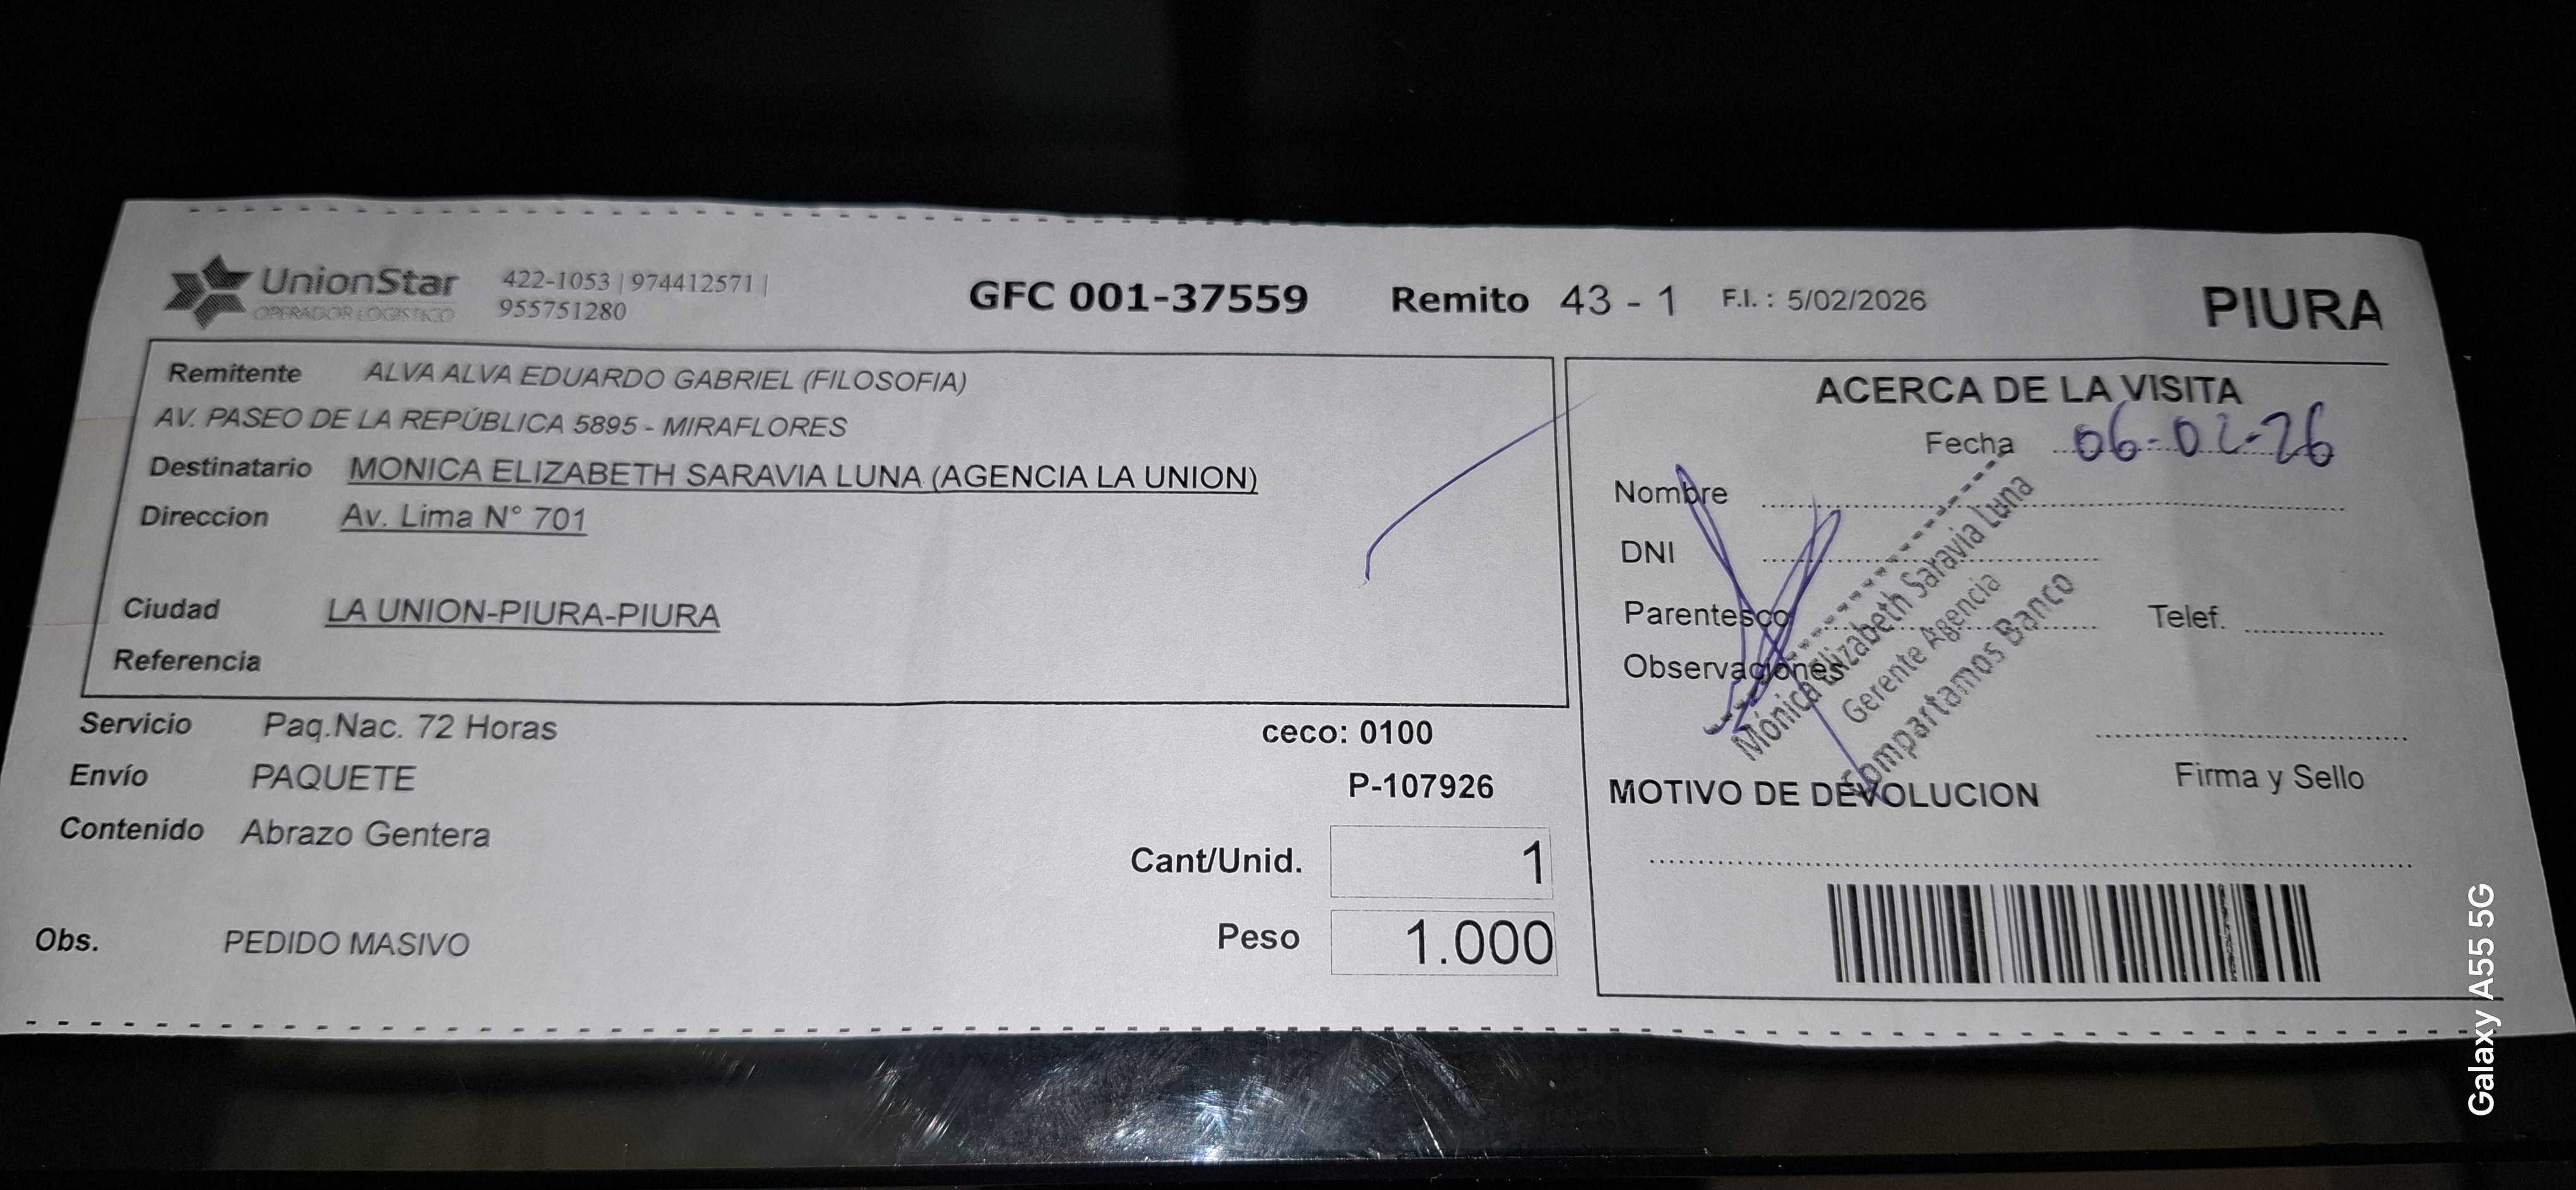 UnionStar
OPERADOR LOGISTICO
422-1053 | 974412571 |
955751280
GFC 001-37559
Remito 43 - 1
F.I. : 5/02/2026
PIURA
Remitente ALVA ALVA EDUARDO GABRIEL (FILOSOFIA)
AV. PASEO DE LA REPÚBLICA 5895 - MIRAFLORES
Destinatario MONICA ELIZABETH SARAVIA LUNA (AGENCIA LA UNION)
Direccion Av. Lima N° 701
Ciudad LA UNION-PIURA-PIURA
Referencia
Servicio Paq.Nac. 72 Horas
Envío PAQUETE
Contenido Abrazo Gentera
Obs. PEDIDO MASIVO
ceco: 0100
P-107926
Cant/Unid. 1
Peso 1.000
ACERCA DE LA VISITA
Fecha 06-02-26
Nombre
DNI
Parentesco
Telef.
Observaciones
Mónica Elizabeth Saravia Luna
Gerente Agencia
Compartamos Banco
Firma y Sello
MOTIVO DE DEVOLUCION
Galaxy A55 5G